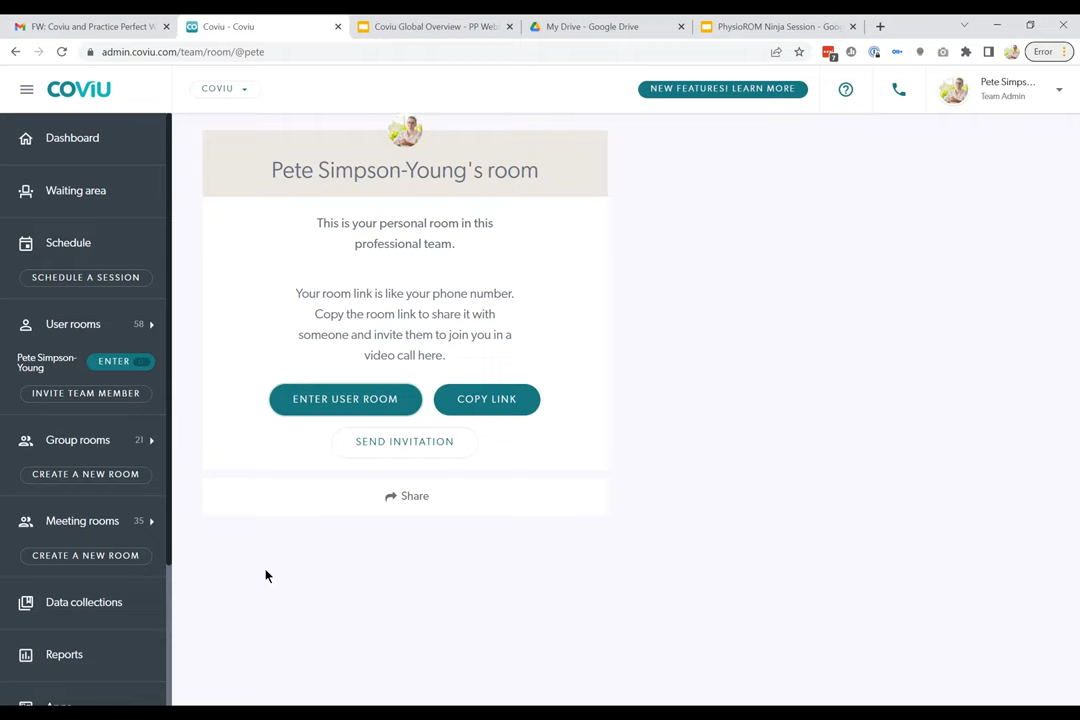 FW: Coviu and Practice Perfect W
Coviu - Coviu
Coviu Global Overview - PP Web
My Drive - Google Drive
PhysioROM Ninja Session - Goog
admin.coviu.com/team/room/@pete
7
Error
COVIU
COVIU
NEW FEATURES! LEARN MORE
Pete Simps...
Team Admin
Dashboard
Waiting area
Schedule
SCHEDULE A SESSION
User rooms 58
Pete Simpson-
Young
ENTER
INVITE TEAM MEMBER
Group rooms 21
CREATE A NEW ROOM
Meeting rooms 35
CREATE A NEW ROOM
Data collections
Reports
Pete Simpson-Young's room
This is your personal room in this
professional team.
Your room link is like your phone number.
Copy the room link to share it with
someone and invite them to join you in a
video call here.
ENTER USER ROOM
COPY LINK
SEND INVITATION
Share